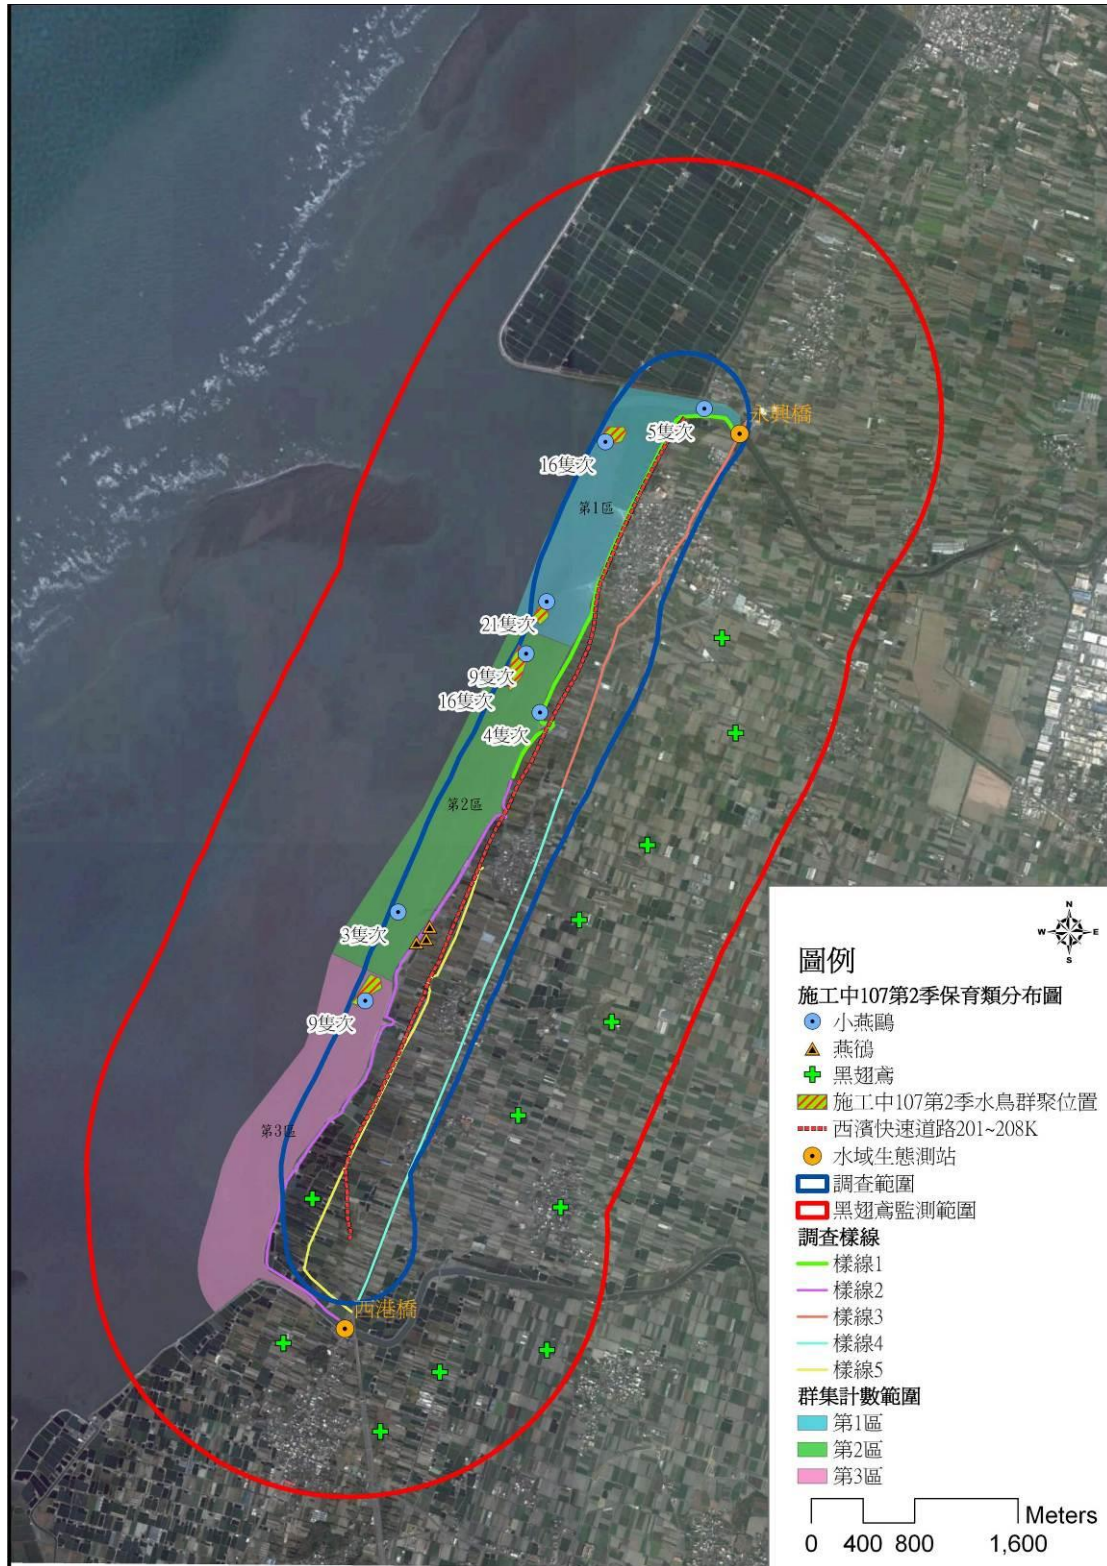 永興橋
5隻次
16隻次
第1區
21隻次
9隻次
16隻次
4隻次
第2區
3隻次
9隻次
第3區
西港橋
N
W E
S
圖例
施工中107第2季保育類分布圖
小燕鷗
燕鴴
黑翅鳶
施工中107第2季水鳥群聚位置
西濱快速道路201~208K
水域生態測站
調查範圍
黑翅鳶監測範圍
調查樣線
樣線1
樣線2
樣線3
樣線4
樣線5
群集計數範圍
第1區
第2區
第3區
Meters
0 400 800 1,600